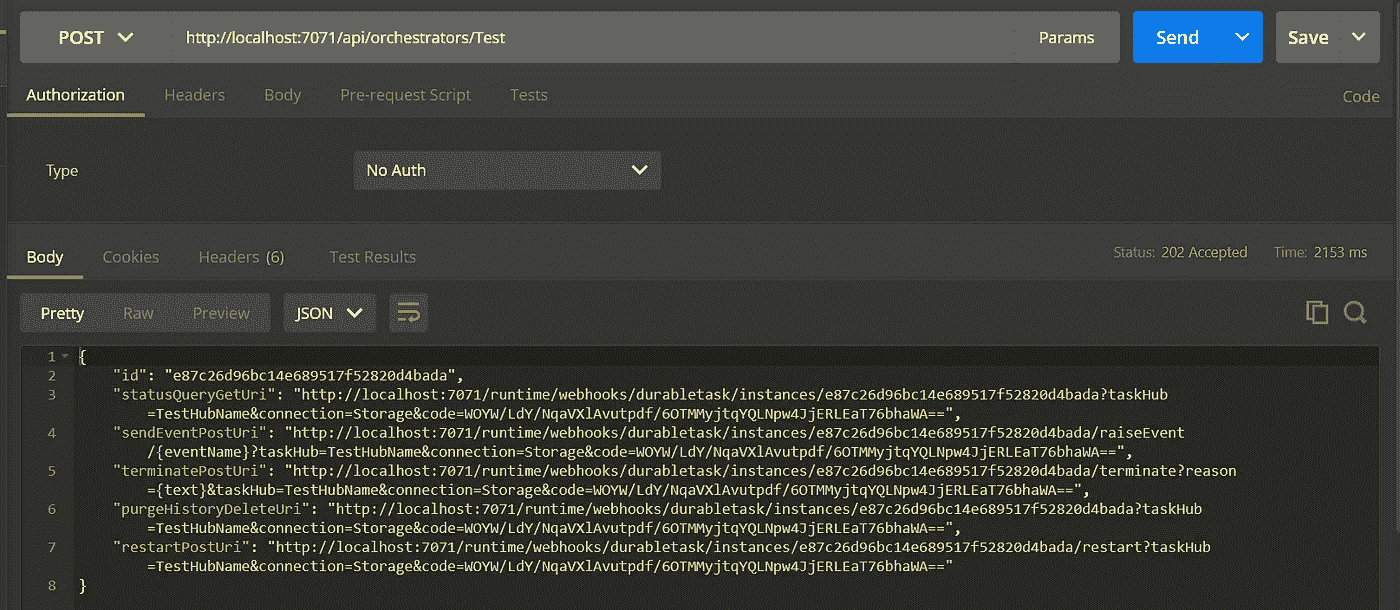 POST http://localhost:7071/api/orchestrators/Test Params Send Save
Authorization Headers Body Pre-request Script Tests Code
Type No Auth
Body Cookies Headers (6) Test Results Status: 202 Accepted Time: 2153 ms
Pretty Raw Preview JSON
1 {
2 "id": "e87c26d96bc14e689517f52820d4bada",
3 "statusQueryGetUri": "http://localhost:7071/runtime/webhooks/durabletask/instances/e87c26d96bc14e689517f52820d4bada?taskHub
=TestHubName&connection=Storage&code=WOYW/LdY/NqaVXlAvutpdf/6OTMMyjtqYQLNpw4JjERLEaT76bhaWA==",
4 "sendEventPostUri": "http://localhost:7071/runtime/webhooks/durabletask/instances/e87c26d96bc14e689517f52820d4bada/raiseEvent
/{eventName}?taskHub=TestHubName&connection=Storage&code=WOYW/LdY/NqaVXlAvutpdf/6OTMMyjtqYQLNpw4JjERLEaT76bhaWA==",
5 "terminatePostUri": "http://localhost:7071/runtime/webhooks/durabletask/instances/e87c26d96bc14e689517f52820d4bada/terminate?reason
={text}&taskHub=TestHubName&connection=Storage&code=WOYW/LdY/NqaVXlAvutpdf/6OTMMyjtqYQLNpw4JjERLEaT76bhaWA==",
6 "purgeHistoryDeleteUri": "http://localhost:7071/runtime/webhooks/durabletask/instances/e87c26d96bc14e689517f52820d4bada?taskHub
=TestHubName&connection=Storage&code=WOYW/LdY/NqaVXlAvutpdf/6OTMMyjtqYQLNpw4JjERLEaT76bhaWA==",
7 "restartPostUri": "http://localhost:7071/runtime/webhooks/durabletask/instances/e87c26d96bc14e689517f52820d4bada/restart?taskHub
=TestHubName&connection=Storage&code=WOYW/LdY/NqaVXlAvutpdf/6OTMMyjtqYQLNpw4JjERLEaT76bhaWA=="
8 }